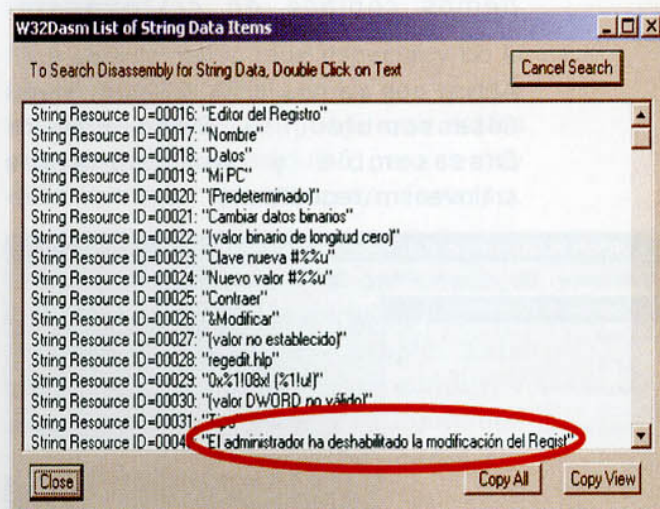 W32Dasm List of String Data Items
To Search Disassembly for String Data, Double Click on Text
Cancel Search
String Resource ID=00016: "Editor del Registro"
String Resource ID=00017: "Nombre"
String Resource ID=00018: "Datos"
String Resource ID=00019: "Mi PC"
String Resource ID=00020: "(Predeterminado)"
String Resource ID=00021: "Cambiar datos binarios"
String Resource ID=00022: "(valor binario de longitud cero)"
String Resource ID=00023: "Clave nueva #%%u"
String Resource ID=00024: "Nuevo valor #%%u"
String Resource ID=00025: "Contraer"
String Resource ID=00026: "&Modificar"
String Resource ID=00027: "(valor no establecido)"
String Resource ID=00028: "regedit.hlp"
String Resource ID=00029: "0x%1!08x! (%1!u!)"
String Resource ID=00030: "(valor DWORD no válido)"
String Resource ID=00031: "Tipo"
String Resource ID=0004 "El administrador ha deshabilitado la modificación del Regist"
Close
Copy All
Copy View